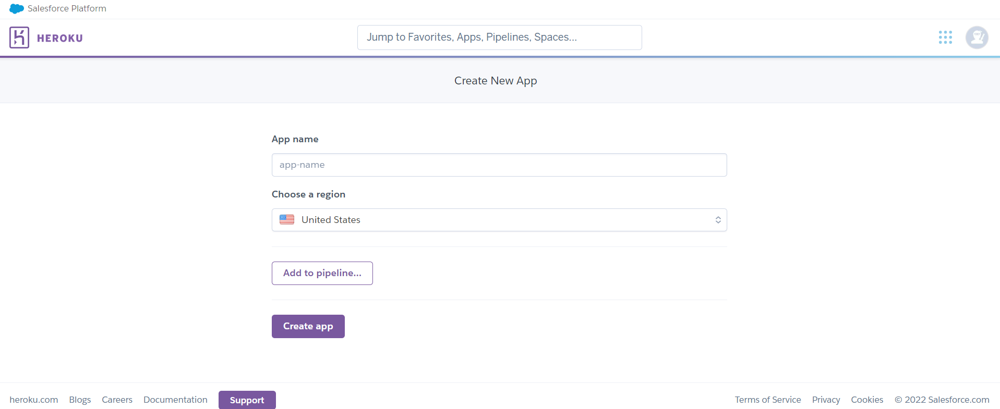 Salesforce Platform
HEROKU
Jump to Favorites, Apps, Pipelines, Spaces...
Create New App
App name
app-name
Choose a region
United States
Add to pipeline...
Create app
heroku.com Blogs Careers Documentation Support Terms of Service Privacy Cookies © 2022 Salesforce.com